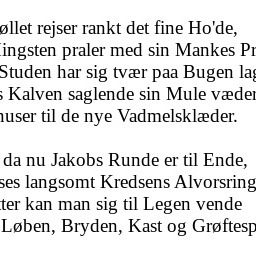 øllet rejser rankt det fine Ho'de,
ingsten praler med sin Mankes Pr
Studen har sig tvær paa Bugen lag
s Kalven saglende sin Mule væder
nuser til de nye Vadmelsklæder.

da nu Jakobs Runde er til Ende,
ses langsomt Kredsens Alvorsring
tter kan man sig til Legen vende
Løben, Bryden, Kast og Grøftesp